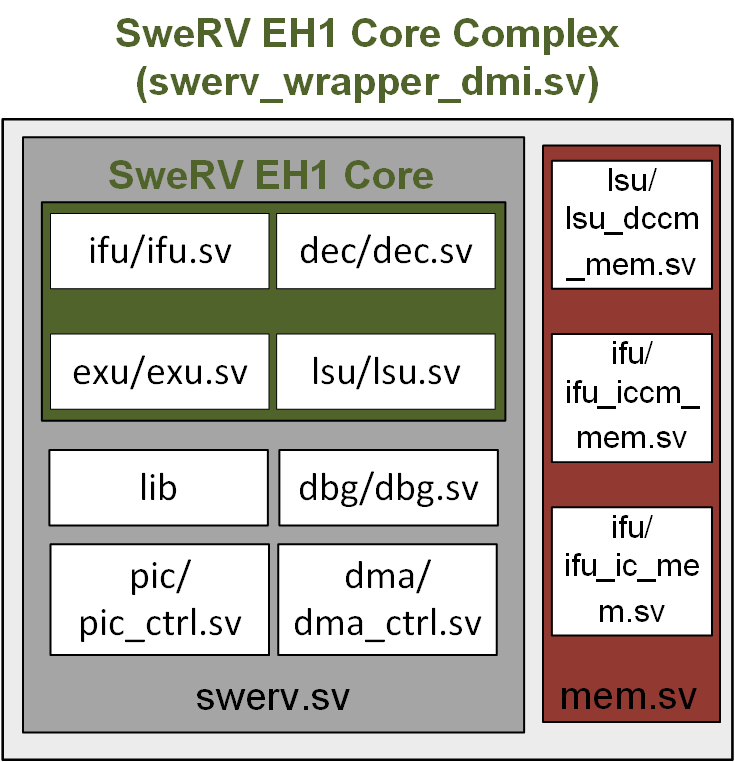 SweRV EH1 Core Complex
(swerv_wrapper_dmi.sv)
SweRV EH1 Core
ifu/ifu.sv
dec/dec.sv
exu/exu.sv
lsu/lsu.sv
lib
dbg/dbg.sv
pic/
pic_ctrl.sv
dma/
dma_ctrl.sv
swerv.sv
lsu/
lsu_dccm
_mem.sv
ifu/
ifu_iccm_
mem.sv
ifu/
ifu_ic_me
m.sv
mem.sv